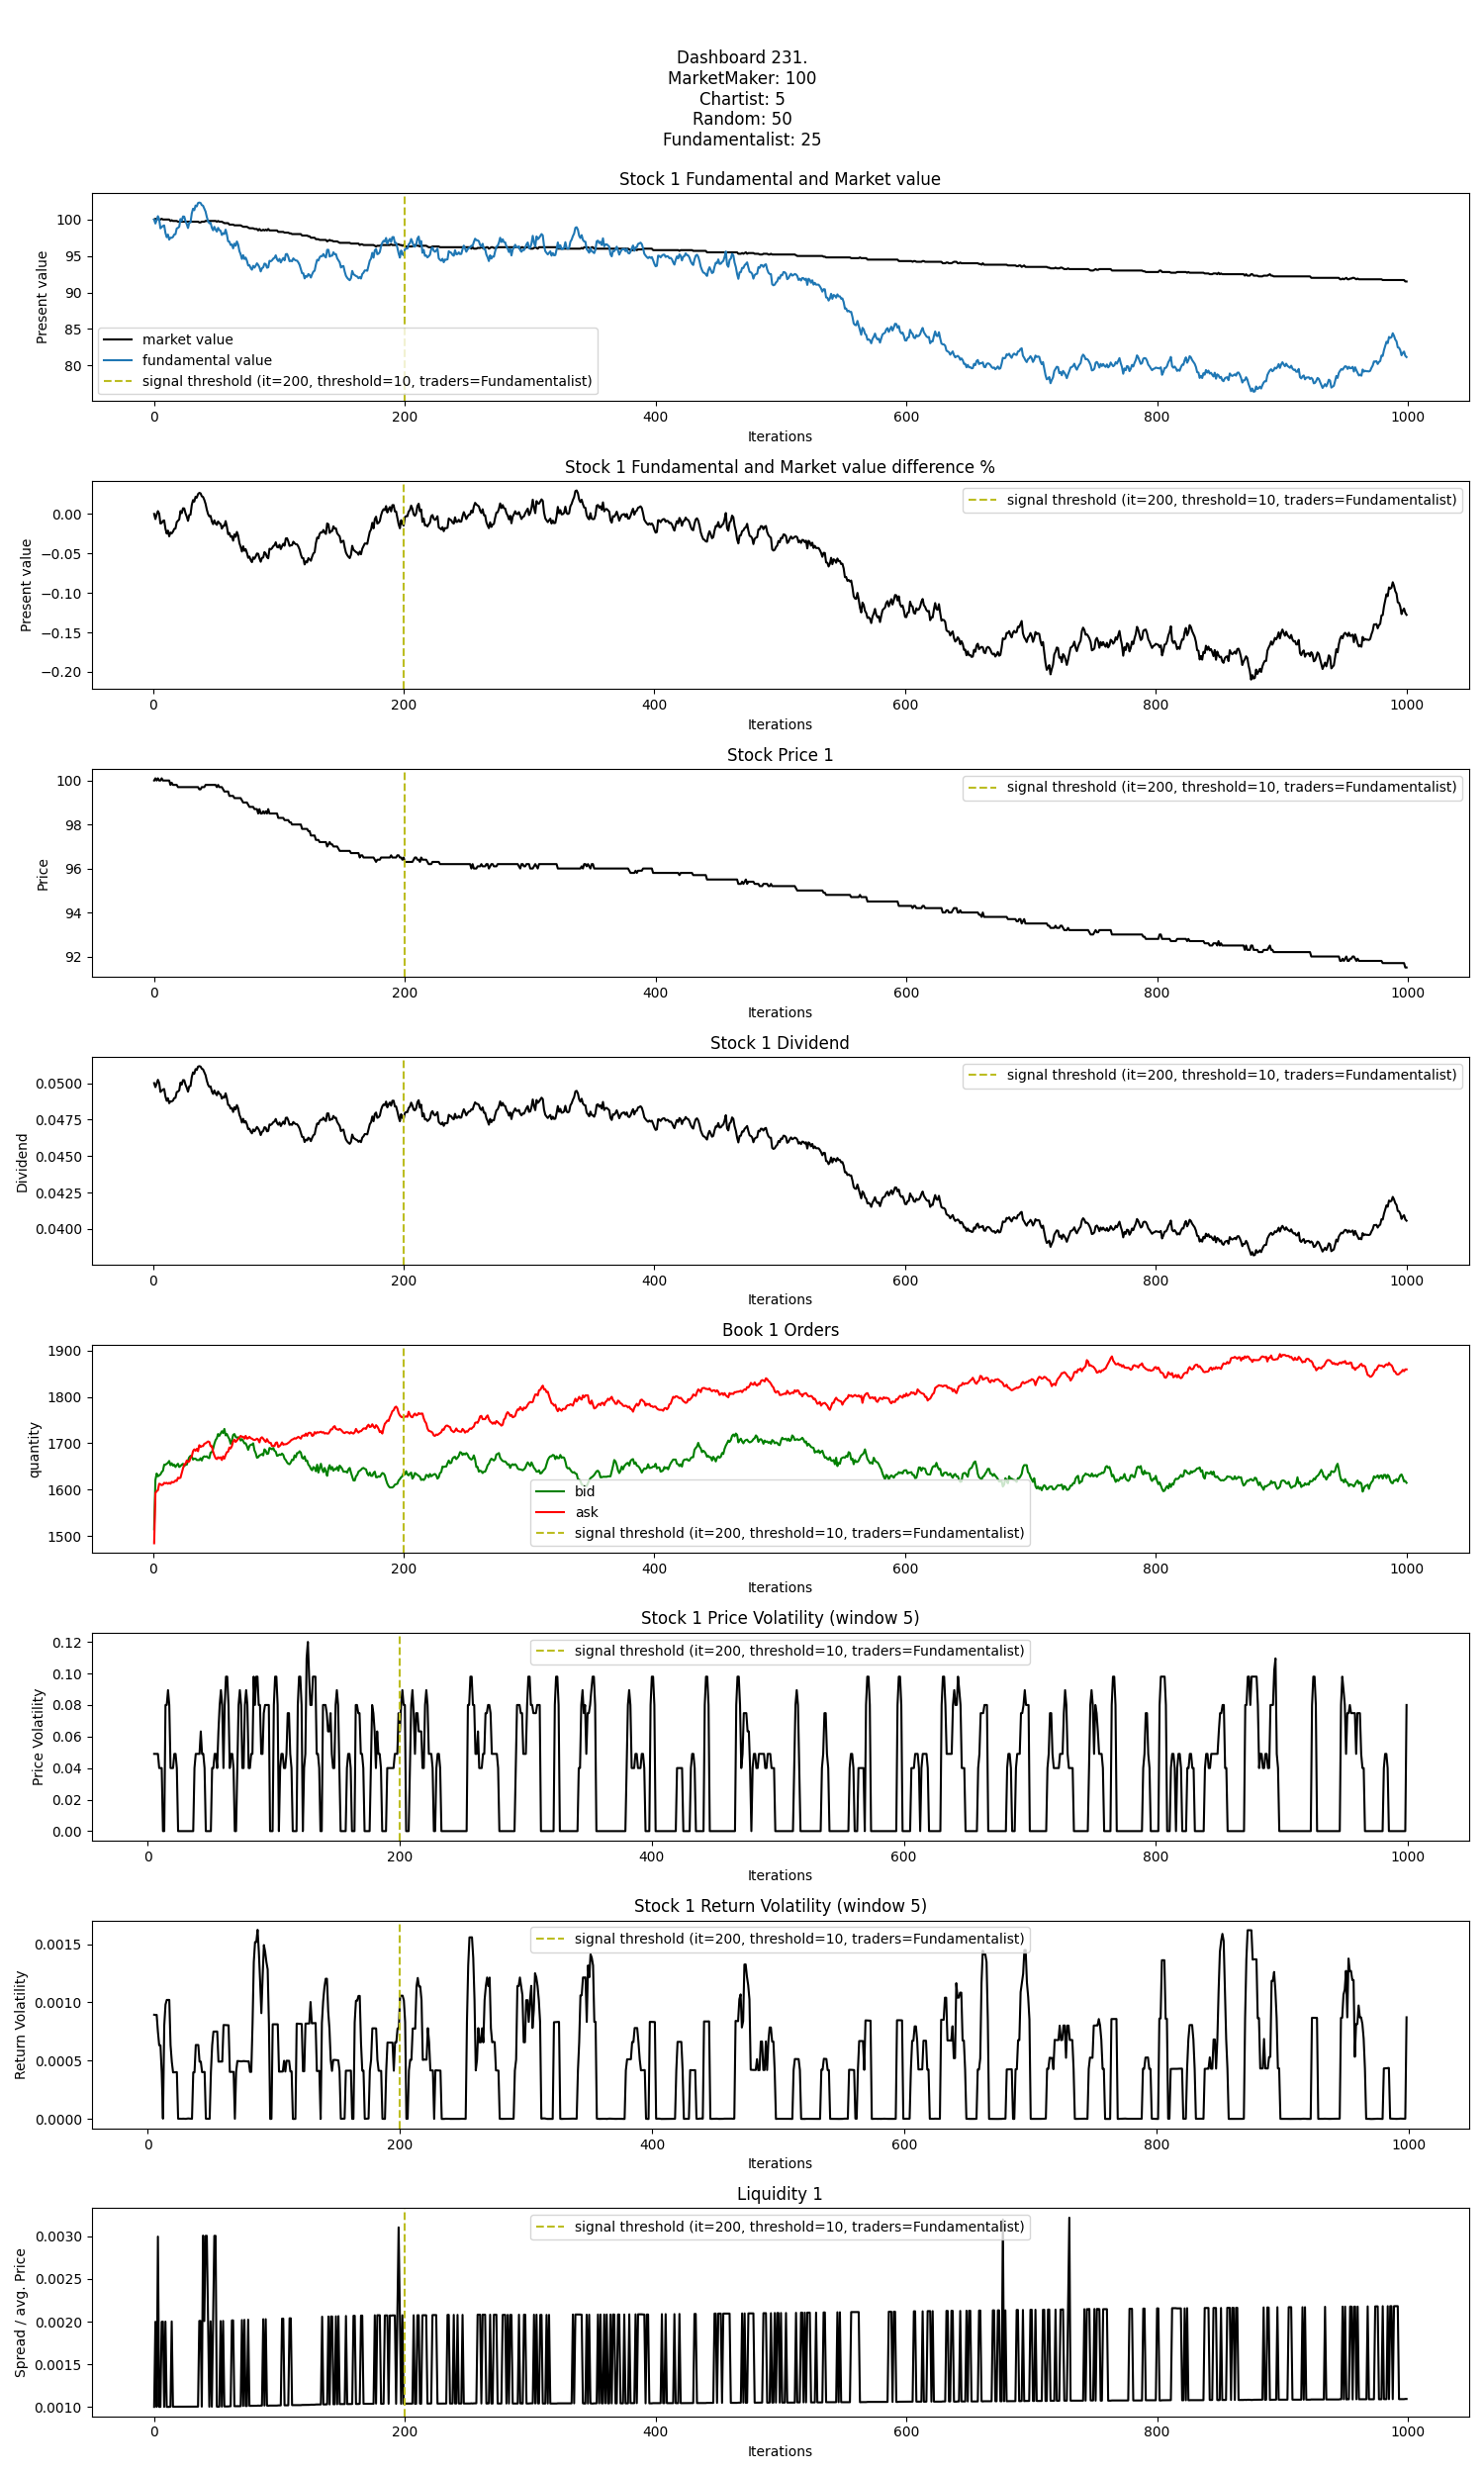 Dashboard 231.
MarketMaker: 100
Chartist: 5
Random: 50
Fundamentalist: 25
Stock 1 Fundamental and Market value
Present value
100
95
90
85
80
market value
fundamental value
signal threshold (it=200, threshold=10, traders=Fundamentalist)
0 200 400 600 800 1000
Iterations
Stock 1 Fundamental and Market value difference %
Present value
0.00
−0.05
−0.10
−0.15
−0.20
signal threshold (it=200, threshold=10, traders=Fundamentalist)
0 200 400 600 800 1000
Iterations
Stock Price 1
Price
100
98
96
94
92
signal threshold (it=200, threshold=10, traders=Fundamentalist)
0 200 400 600 800 1000
Iterations
Stock 1 Dividend
Dividend
0.0500
0.0475
0.0450
0.0425
0.0400
signal threshold (it=200, threshold=10, traders=Fundamentalist)
0 200 400 600 800 1000
Iterations
Book 1 Orders
quantity
1900
1800
1700
1600
1500
bid
ask
signal threshold (it=200, threshold=10, traders=Fundamentalist)
0 200 400 600 800 1000
Iterations
Stock 1 Price Volatility (window 5)
Price Volatility
0.12
0.10
0.08
0.06
0.04
0.02
0.00
signal threshold (it=200, threshold=10, traders=Fundamentalist)
0 200 400 600 800 1000
Iterations
Stock 1 Return Volatility (window 5)
Return Volatility
0.0015
0.0010
0.0005
0.0000
signal threshold (it=200, threshold=10, traders=Fundamentalist)
0 200 400 600 800 1000
Iterations
Liquidity 1
Spread / avg. Price
0.0030
0.0025
0.0020
0.0015
0.0010
signal threshold (it=200, threshold=10, traders=Fundamentalist)
0 200 400 600 800 1000
Iterations